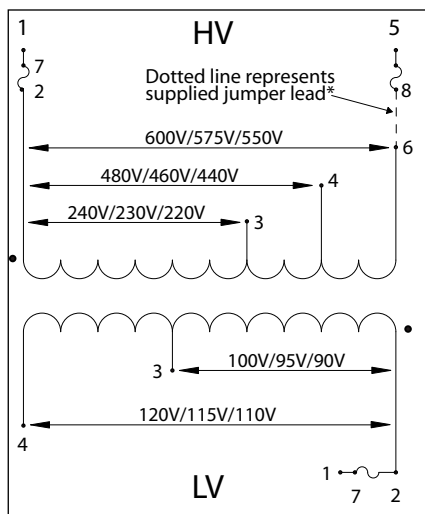 HV
1
5
7
2
8
Dotted line represents
supplied jumper lead*
600V/575V/550V
6
480V/460V/440V
4
240V/230V/220V
3
3
100V/95V/90V
120V/115V/110V
4
1
7
2
LV